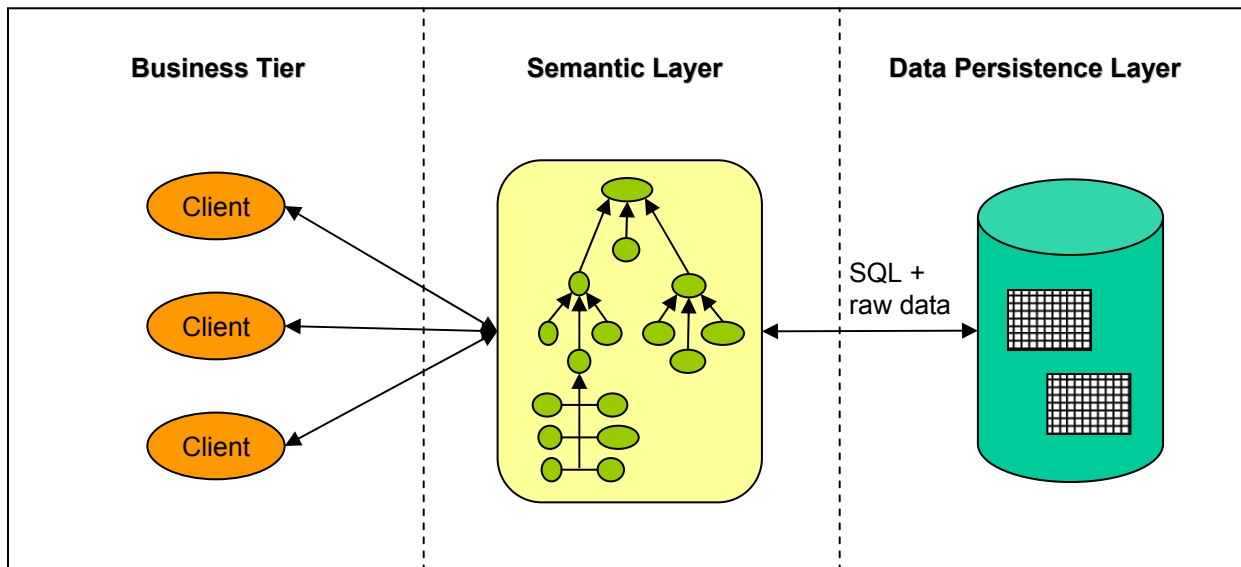 Business Tier
Semantic Layer
Data Persistence Layer
Client
Client
Client
SQL +
raw data